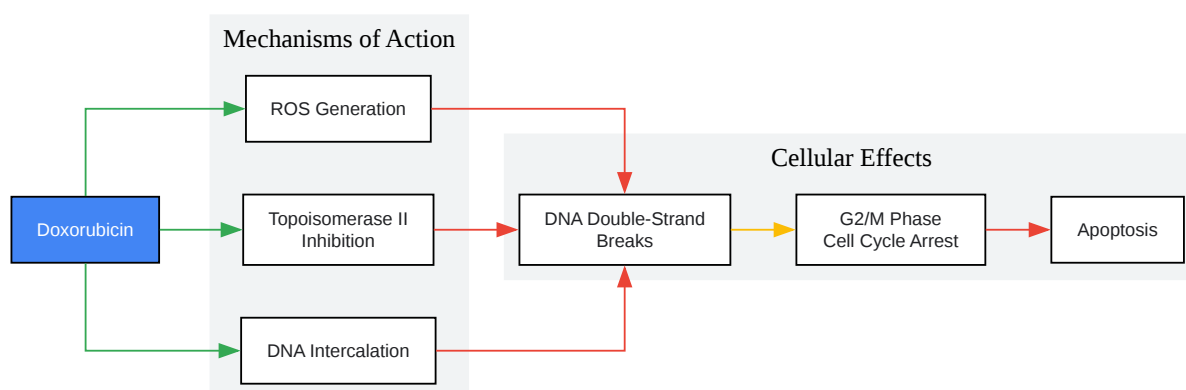 Mechanisms of Action
ROS Generation
Cellular Effects
Doxorubicin
Topoisomerase II
Inhibition
DNA Double-Strand
Breaks
G2/M Phase
Cell Cycle Arrest
Apoptosis
DNA Intercalation